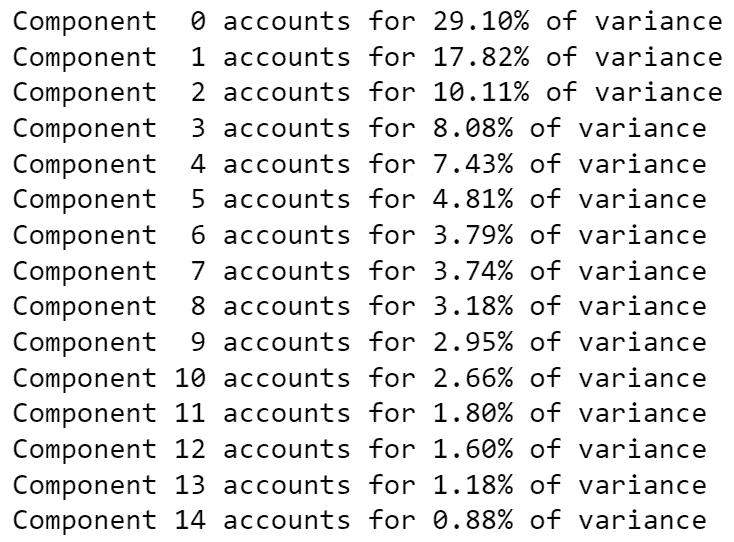 Component  0 accounts for 29.10% of variance
Component  1 accounts for 17.82% of variance
Component  2 accounts for 10.11% of variance
Component  3 accounts for 8.08% of variance
Component  4 accounts for 7.43% of variance
Component  5 accounts for 4.81% of variance
Component  6 accounts for 3.79% of variance
Component  7 accounts for 3.74% of variance
Component  8 accounts for 3.18% of variance
Component  9 accounts for 2.95% of variance
Component 10 accounts for 2.66% of variance
Component 11 accounts for 1.80% of variance
Component 12 accounts for 1.60% of variance
Component 13 accounts for 1.18% of variance
Component 14 accounts for 0.88% of variance